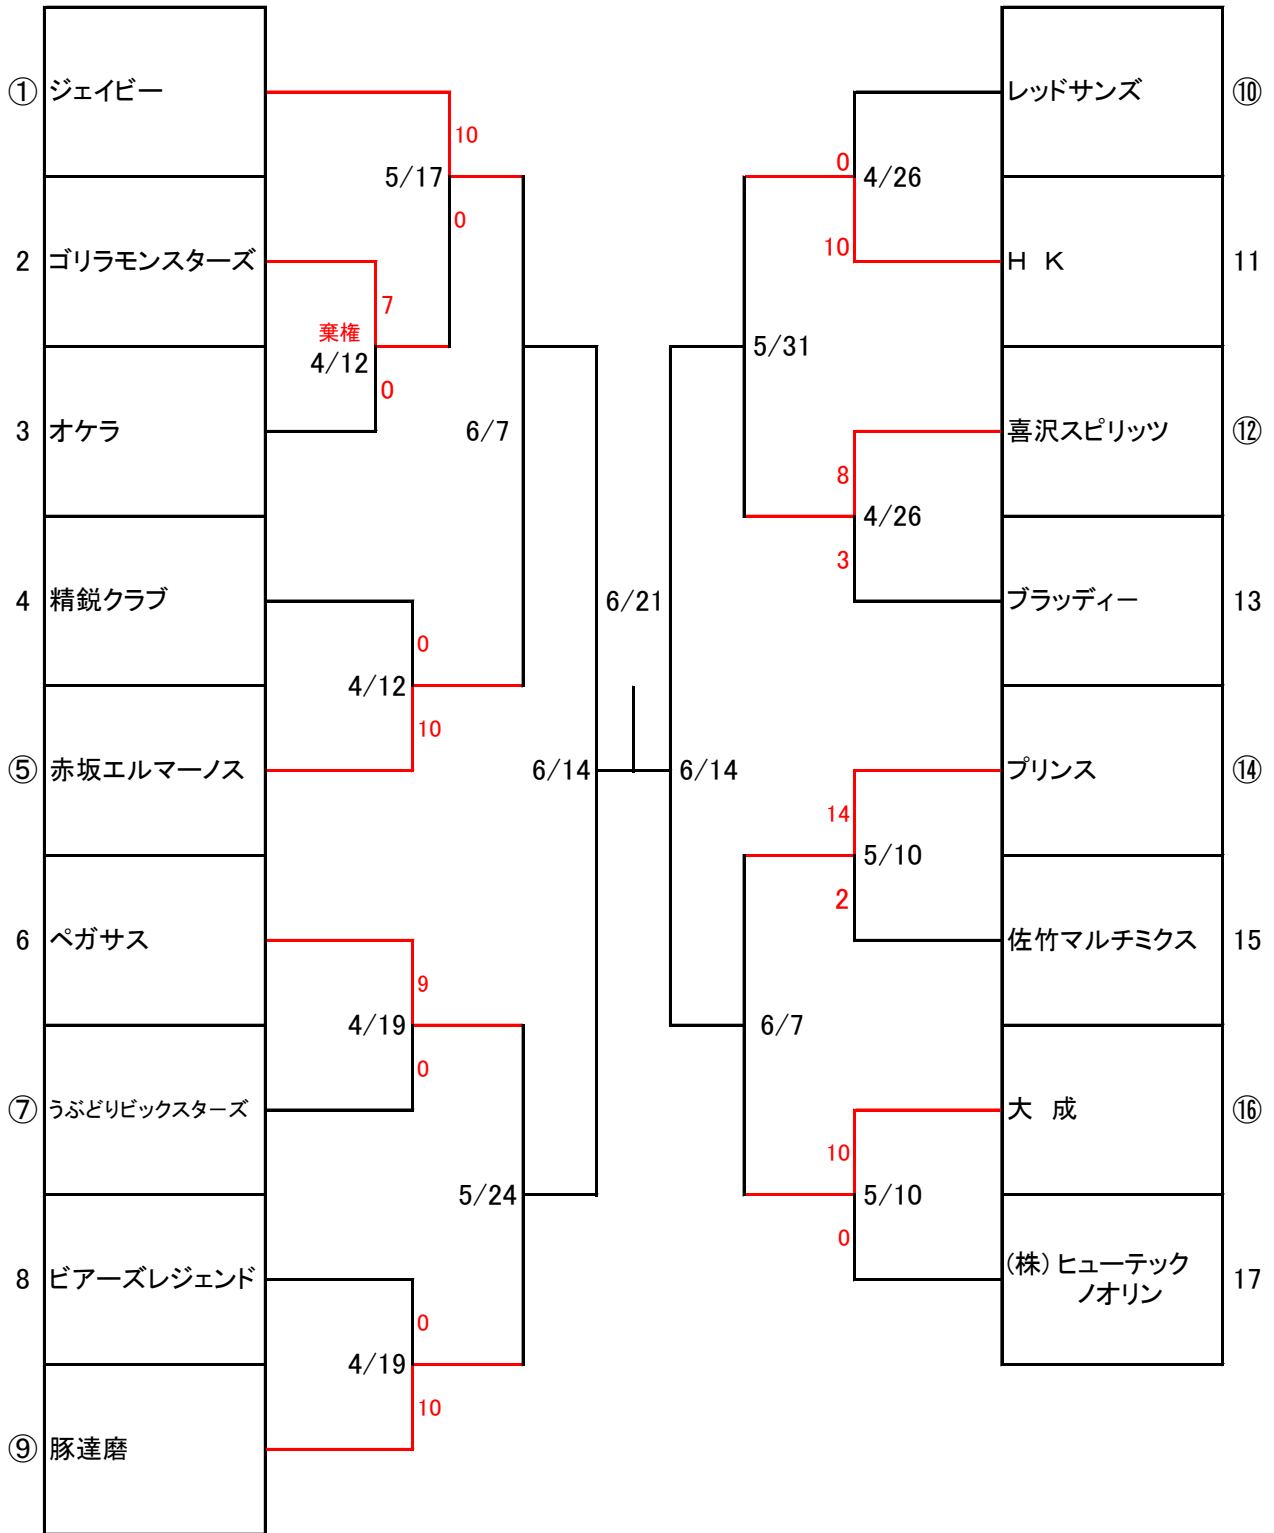 ① ジェイビー
10
5/17
0
2 ゴリラモンスターズ
7
棄権
4/12
0
3 オケラ
6/7
4 精鋭クラブ
0
4/12
10
⑤ 赤坂エルマーノス
6/14
6 ペガサス
9
4/19
0
⑦ うぶどりビックスターズ
5/24
8 ビアーズレジェンド
0
4/19
10
⑨ 豚達磨
6/21
6/14
レッドサンズ ⑩
0
4/26
10
H K 11
5/31
喜沢スピリッツ ⑫
8
4/26
3
ブラッディー 13
プリンス ⑭
14
5/10
2
佐竹マルチミクス 15
6/7
大 成 ⑯
10
5/10
0
(株)ヒューテック
ノオリン 17